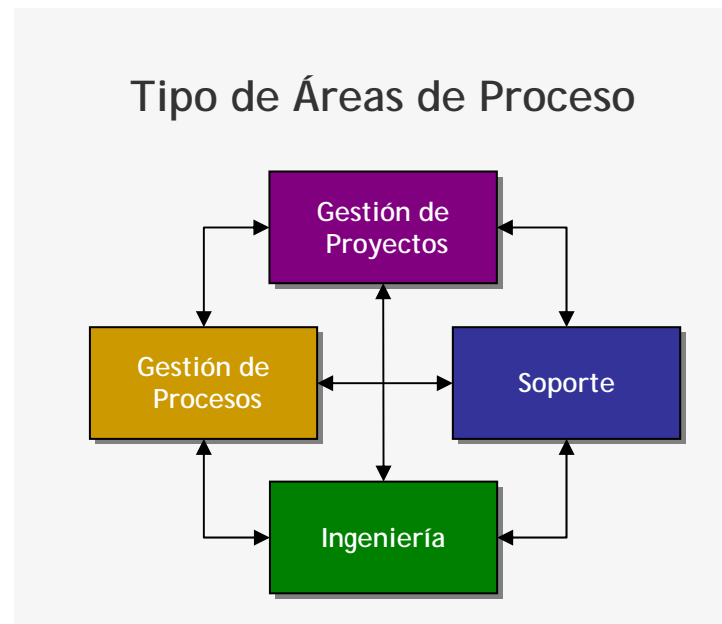 Tipo de Áreas de Proceso
Gestión de
Proyectos
Gestión de
Procesos
Soporte
Ingeniería